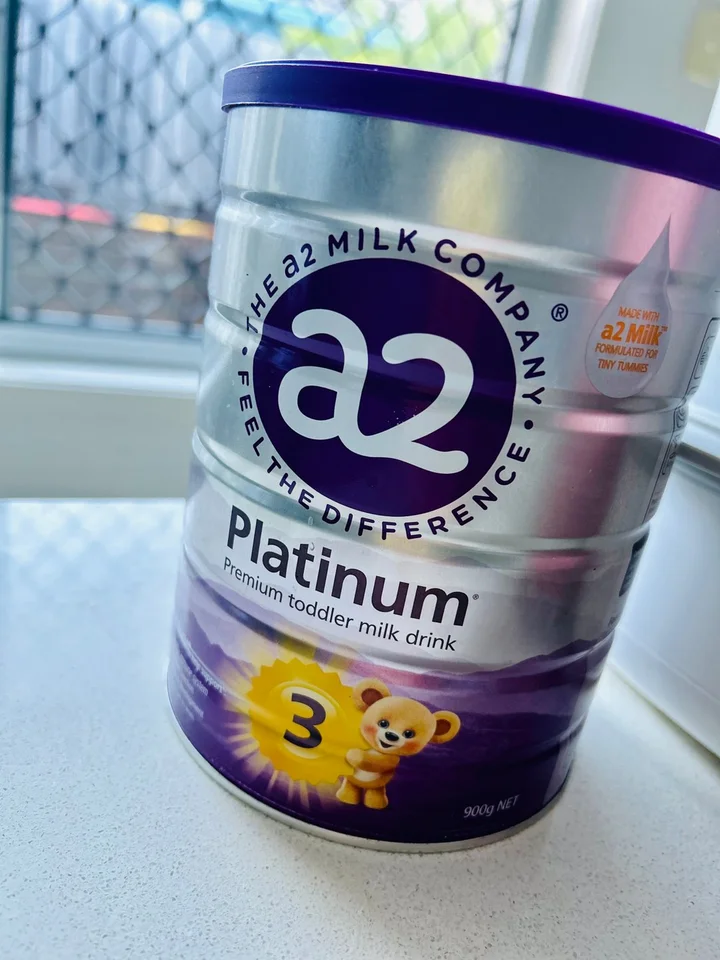 THE a2 MILK COMPANY
®
a2
• FEEL THE DIFFERENCE •
MADE WITH
a2 Milk™
FORMULATED FOR
TINY TUMMIES
Platinum®
Premium toddler milk drink
3
900g NET